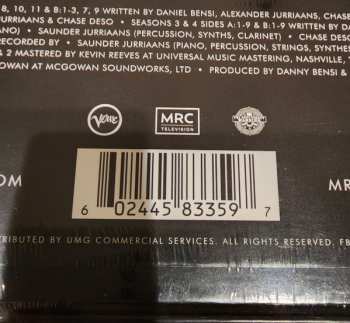 8, 10, 11 & B:1-3, 7, 9 WRITTEN BY DANIEL BENSI, ALEXANDER JURRIAANS, CHASE
JURRIAANS & CHASE DESO • SEASONS 3 & 4 SIDES A:1-9 & B:1-9 WRITTEN BY D
ANO) • SAUNDER JURRIAANS (PERCUSSION, SYNTHS, CLARINET) • CHASE DESO
RECORDED BY • SAUNDER JURRIAANS (PIANO, PERCUSSION, STRINGS, SYNTHE
& 2 MASTERED BY KEVIN REEVES AT UNIVERSAL MUSIC MASTERING, NASHVILLE, T
GOWAN AT MCGOWAN SOUNDWORKS, LTD • PRODUCED BY DANNY BENSI &
Verve
MRC
TELEVISION
6 02445 83359 7
OM
MR
TRIBUTED BY UMG COMMERCIAL SERVICES. ALL RIGHTS RESERVED. FB